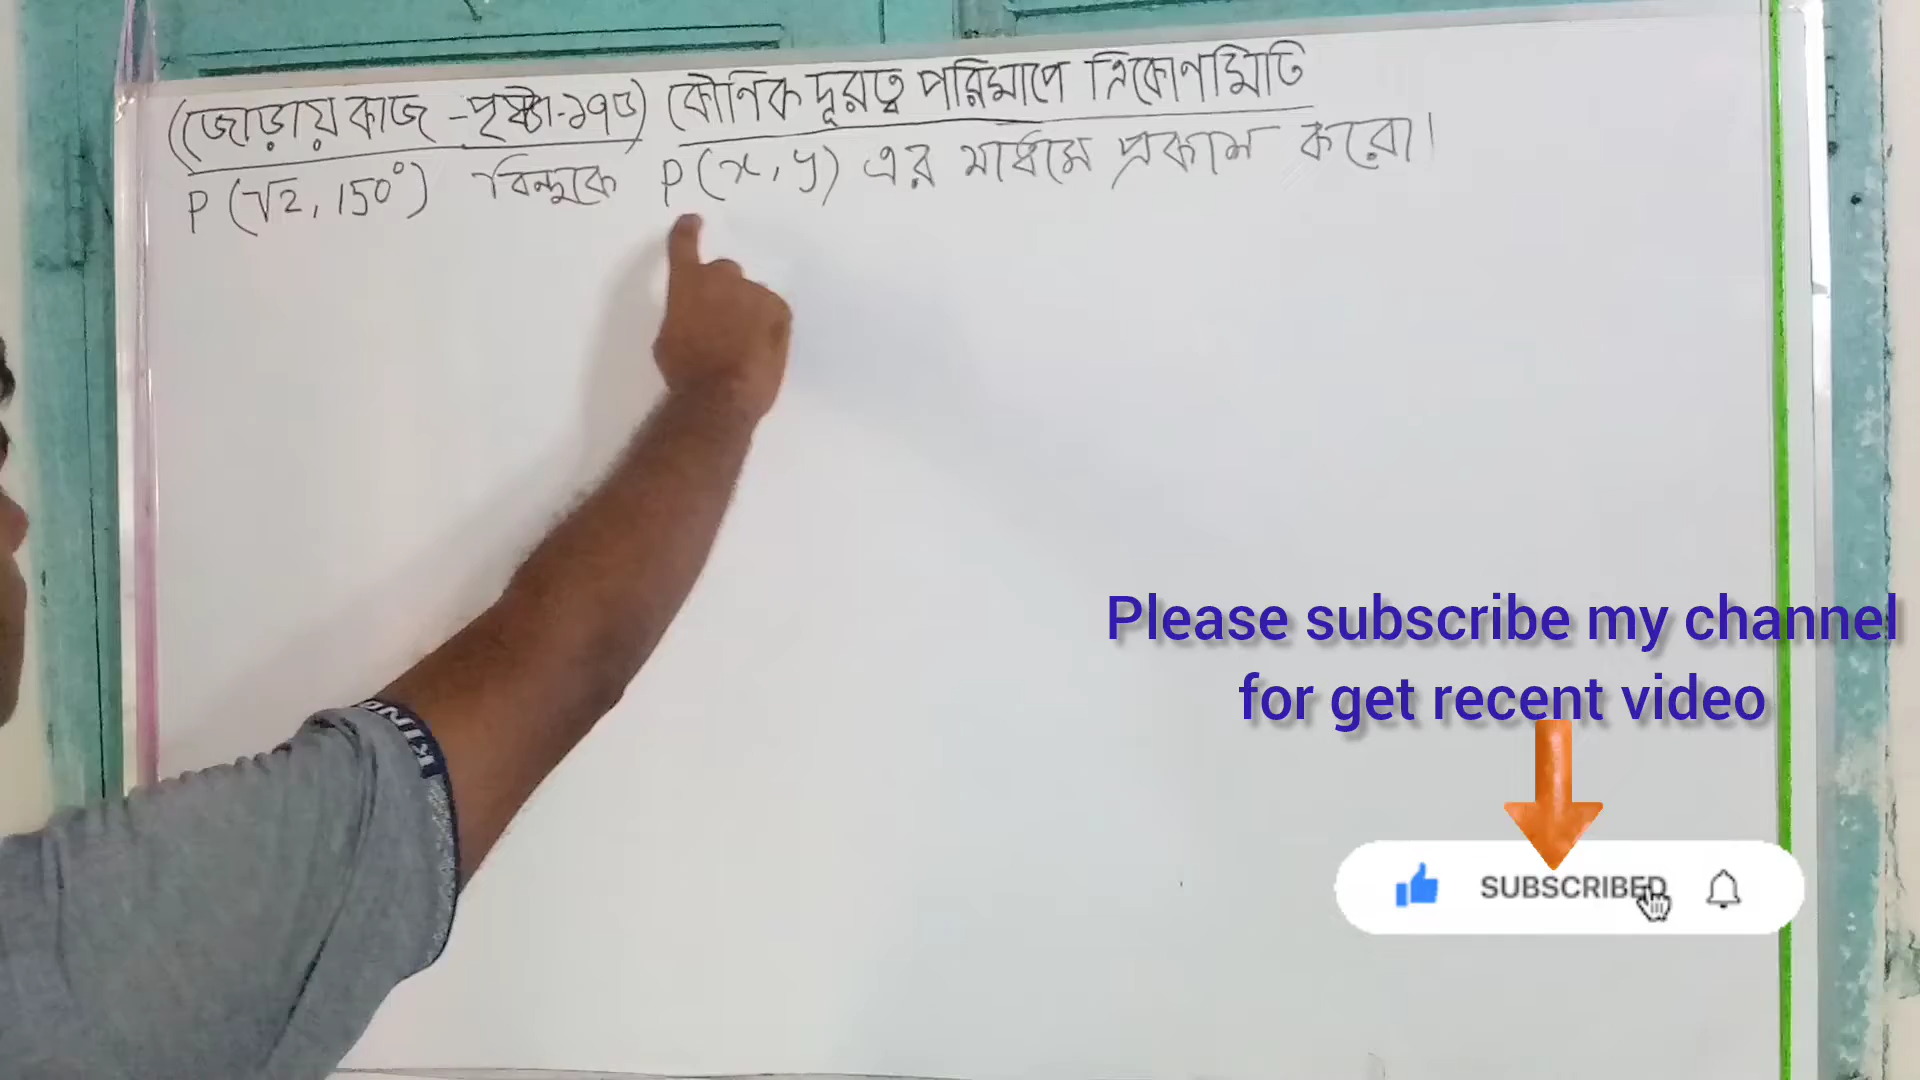 (জোড়ায় কাজ -পৃষ্ঠা-১৭৩) কৌণিক দূরত্ব পরিমাপে ত্রিকোণমিতি
P (√2, 150°) বিন্দুকে P (x, y) এর মাধ্যমে প্রকাশ করো।
Please subscribe my channel
for get recent video
SUBSCRIBED